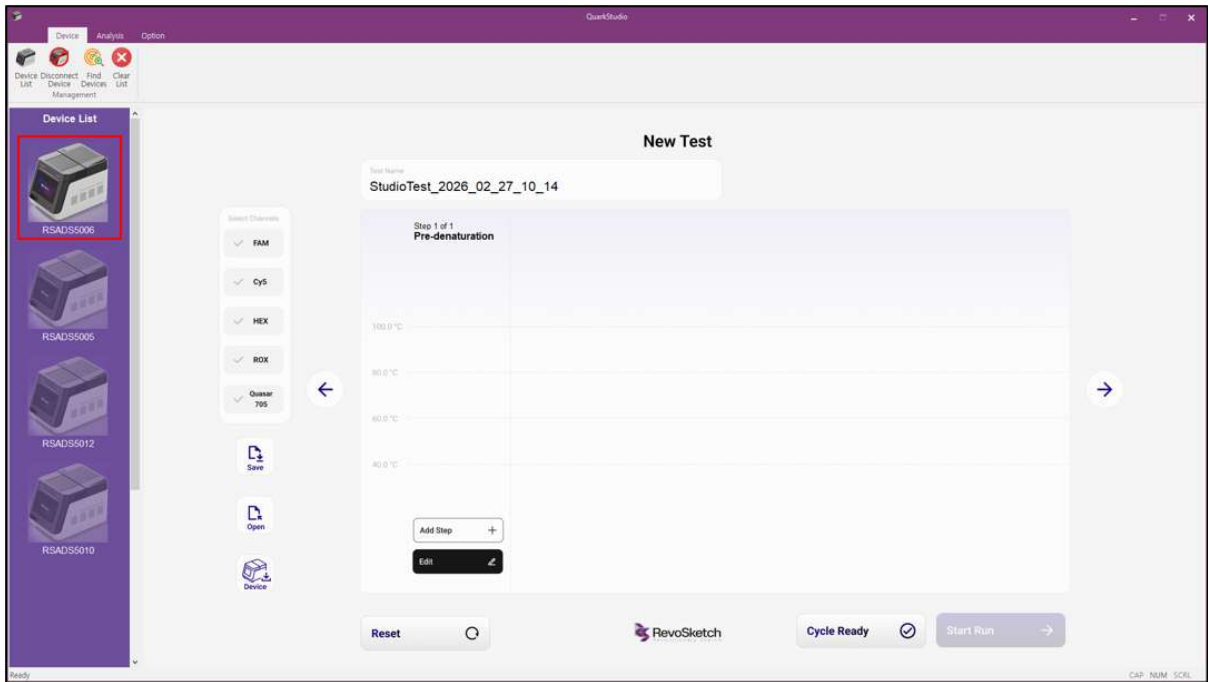 QuarkStudio
Device Analysis Option
Device List
Disconnect Device
Find Devices
Clear List
Management
Device List
RSADS5006
RSADS5005
RSADS5012
RSADS5010
New Test
Test Name
StudioTest_2026_02_27_10_14
Select Channels
FAM
Cy5
HEX
ROX
Quasar
705
Save
Open
Device
Step 1 of 1
Pre-denaturation
100.0 °C
80.0 °C
60.0 °C
40.0 °C
Add Step
Edit
Reset
RevoSketch
Cycle Ready
Start Run
Ready
CAP NUM SCRL